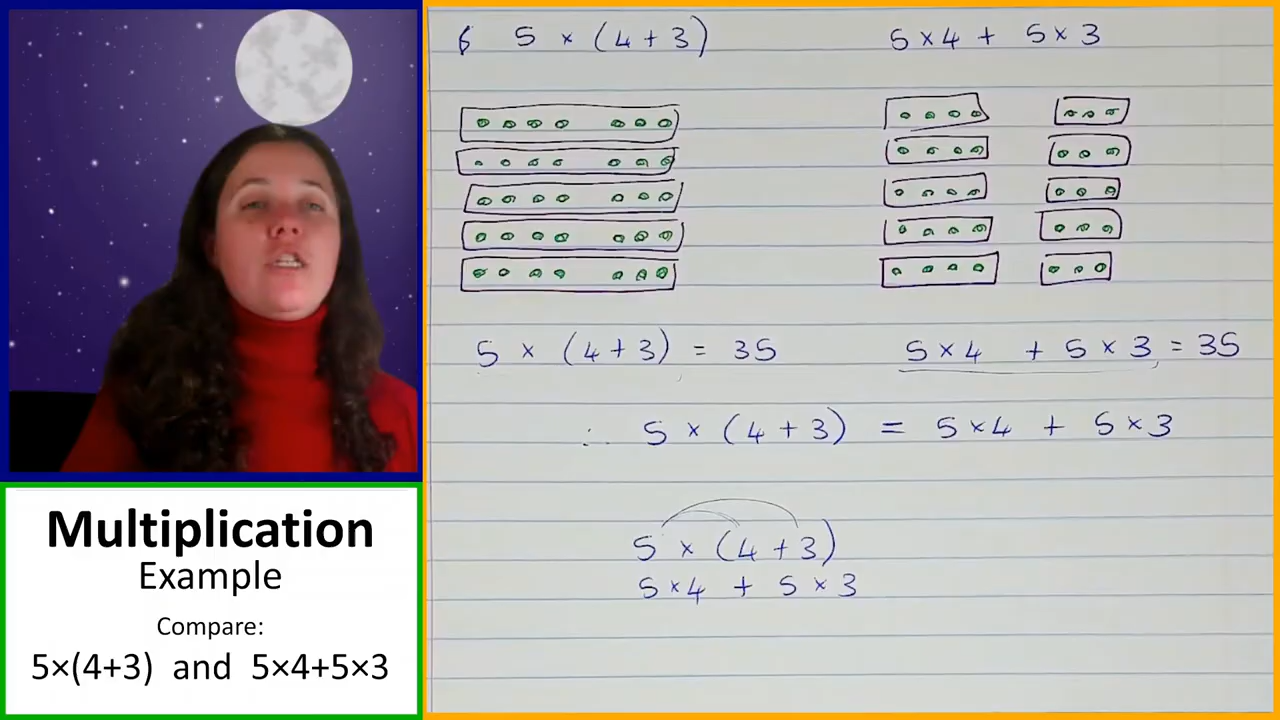 6 5 × (4 + 3) 5 × 4 + 5 × 3
5 × (4 + 3) = 35 5 × 4 + 5 × 3 = 35
∴ 5 × (4 + 3) = 5 × 4 + 5 × 3
5 × (4 + 3)
5 × 4 + 5 × 3
Multiplication
Example
Compare:
5×(4+3) and 5×4+5×3